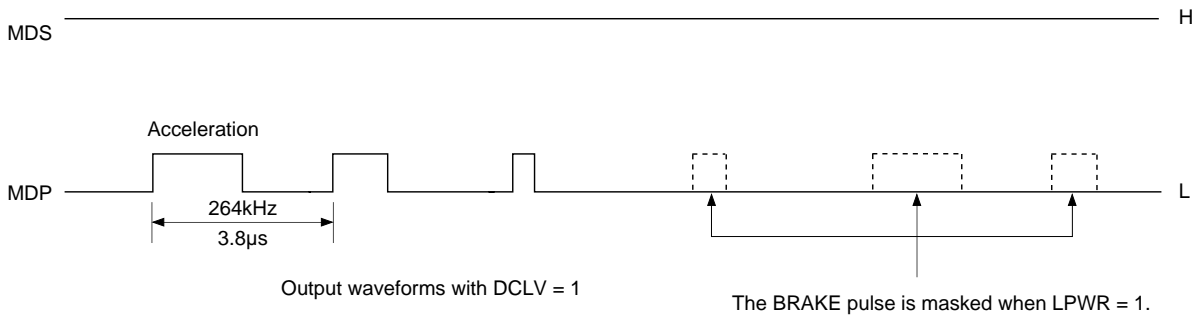 MDS
H
Acceleration
MDP
L
264kHz
3.8µs
Output waveforms with DCLV = 1
The BRAKE pulse is masked when LPWR = 1.